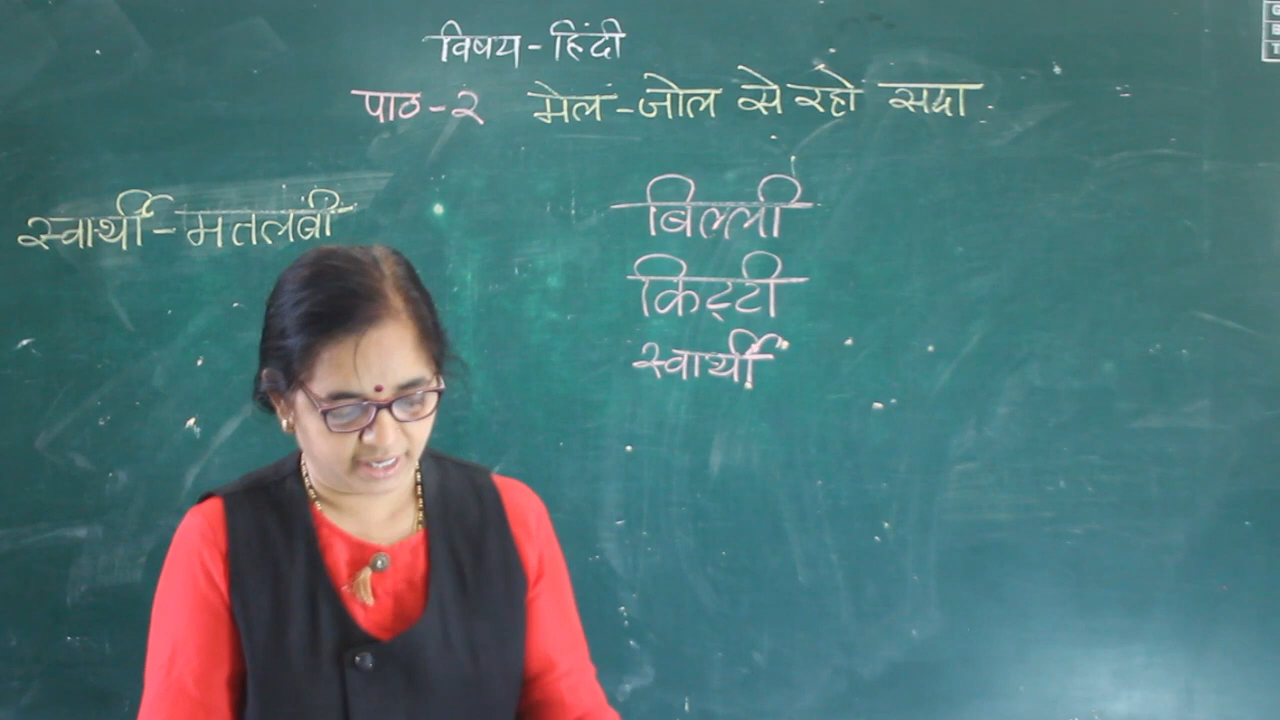 विषय - हिंदी
पाठ - २ मेल - जोल से रहो सदा
स्वार्थी - मतलबी
बिल्ली
किट्टी
स्वार्थी